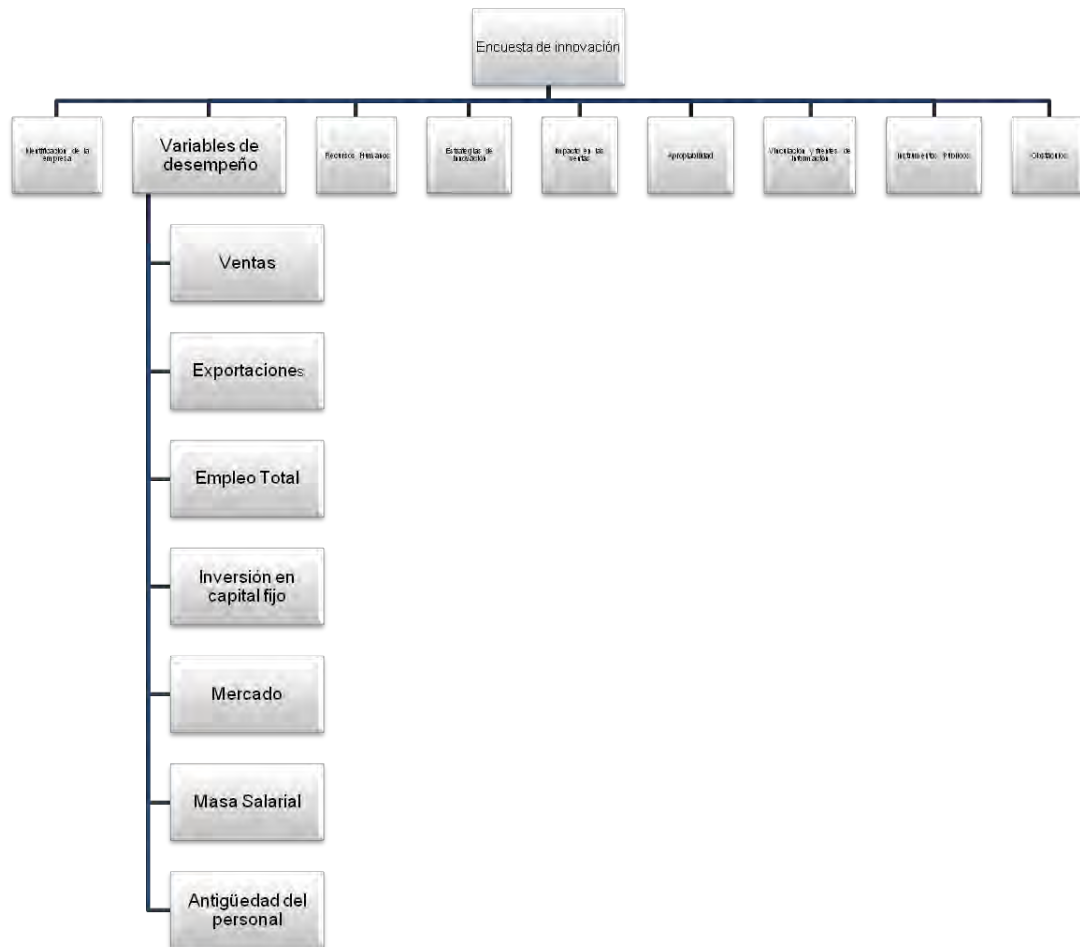 Encuesta de innovación
Identificación de la
empresa
Variables de
desempeño
Recursos Humanos
Estrategias de
Innovación
Impacto en las
ventas
Apropiabilidad
Vinculación y fuentes de
información
Instrumentos Públicos
Obstáculos
Ventas
Exportaciones
Empleo Total
Inversión en
capital fijo
Mercado
Masa Salarial
Antigüedad del
personal